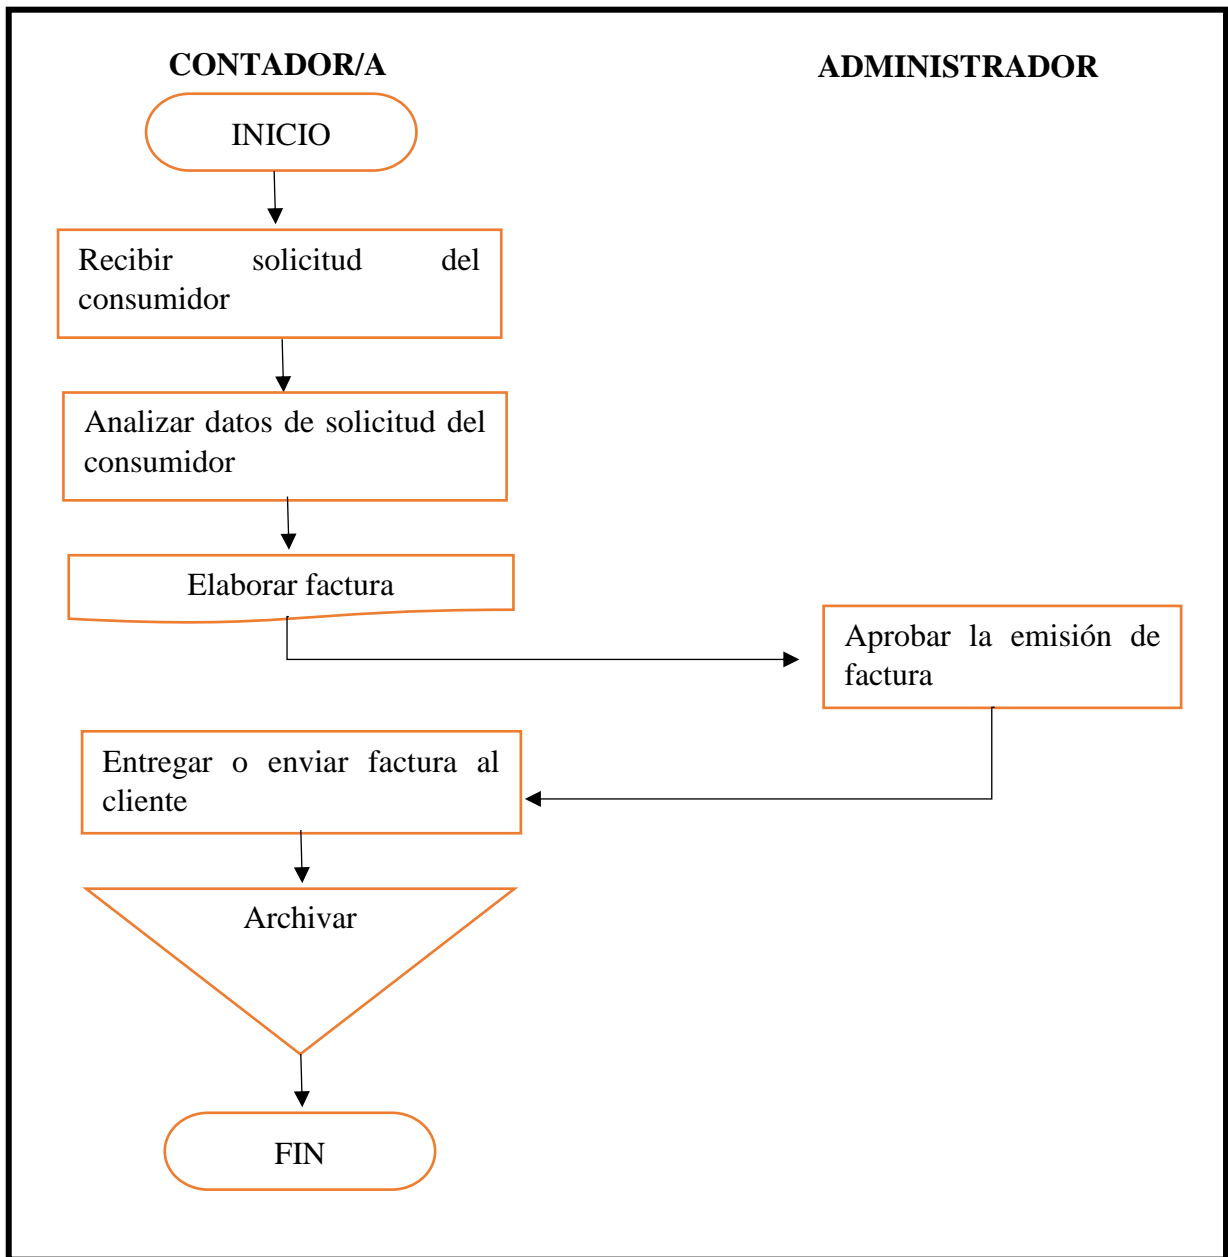 CONTADOR/A
ADMINISTRADOR
INICIO
Recibir solicitud del
consumidor
Analizar datos de solicitud del
consumidor
Elaborar factura
Aprobar la emisión de
factura
Entregar o enviar factura al
cliente
Archivar
FIN